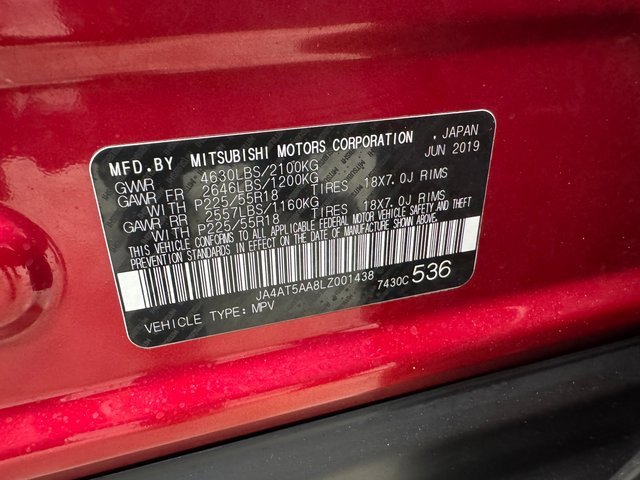 MFD.BY MITSUBISHI MOTORS CORPORATION , JAPAN
GVWR 4630LBS/2100KG JUN 2019
GAWR FR 2646LBS/1200KG
WITH P225/55R18 TIRES 18X7.0J RIMS
GAWR RR 2557LBS/1160KG
WITH P225/55R18 TIRES 18X7.0J RIMS
THIS VEHICLE CONFORMS TO ALL APPLICABLE FEDERAL MOTOR VEHICLE SAFETY AND THEFT
PREVENTION STANDARDS IN EFFECT ON THE DATE OF MANUFACTURE SHOWN ABOVE.
JA4AT5AA8LZ001438 7430C 536
VEHICLE TYPE: MPV